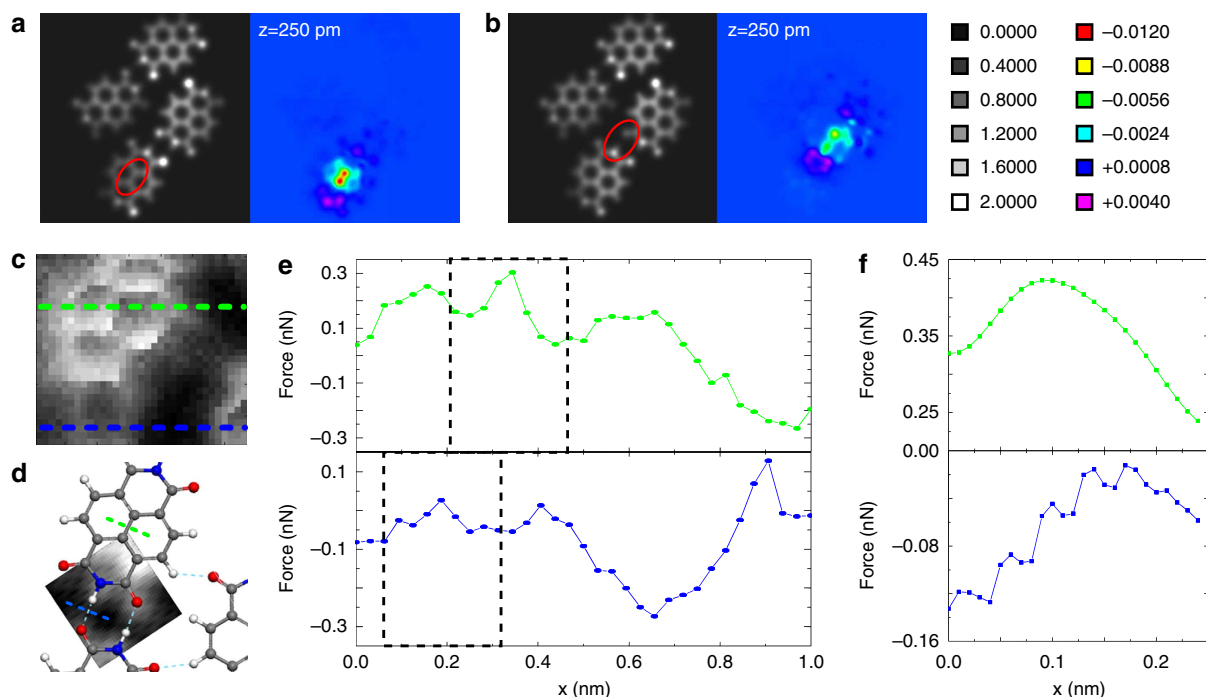 a
z=250 pm
b
z=250 pm
0.0000
−0.0120
0.4000
−0.0088
0.8000
−0.0056
1.2000
−0.0024
1.6000
+0.0008
2.0000
+0.0040
c
d
e
0.3
0.1
−0.1
−0.3
Force (nN)
0.1
−0.1
−0.3
Force (nN)
0.0
0.2
0.4
0.6
0.8
1.0
x (nm)
f
0.45
0.35
0.25
Force (nN)
0.00
−0.08
−0.16
Force (nN)
0.0
0.1
0.2
x (nm)